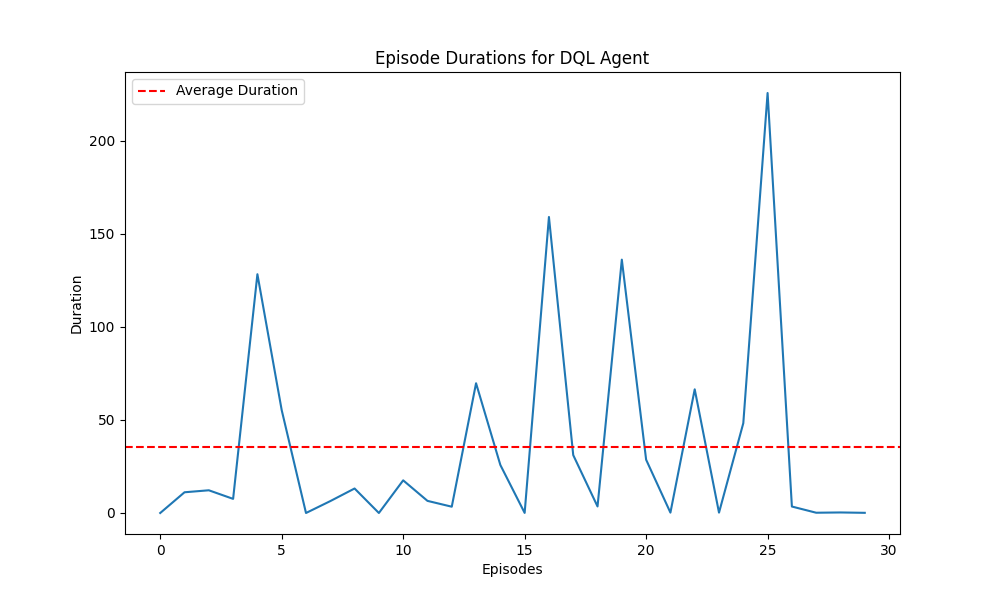 Episode Durations for DQL Agent
Average Duration
Duration
200
150
100
50
0
0 5 10 15 20 25 30
Episodes